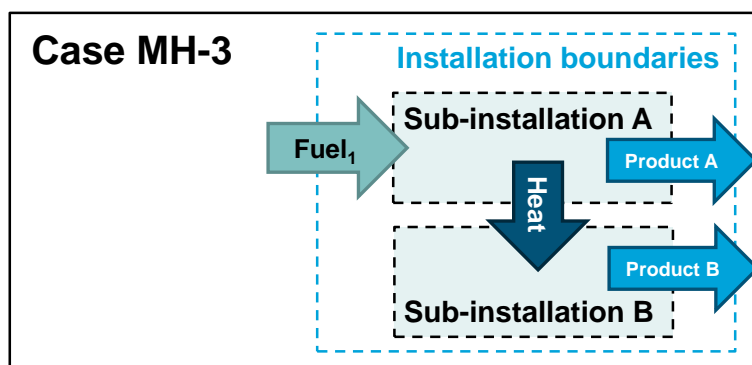 Case MH-3
Installation boundaries
Sub-installation A
Fuel1
Product A
Heat
Product B
Sub-installation B